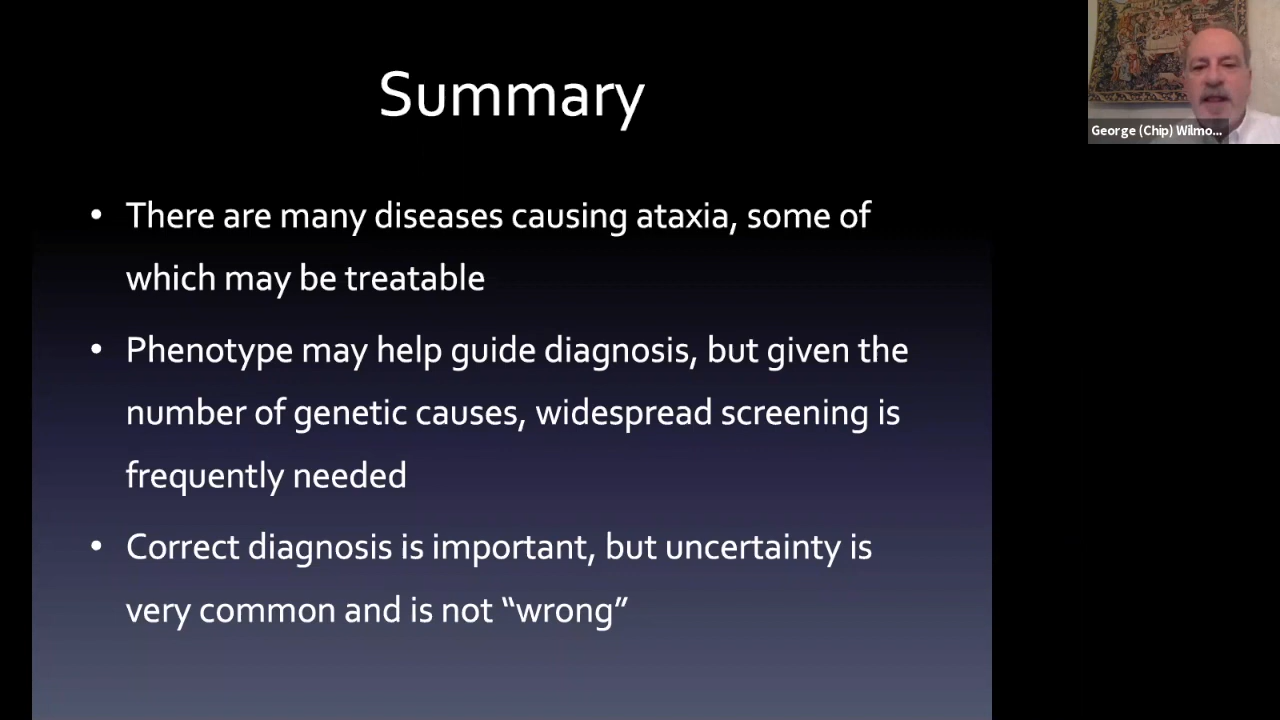 Summary
George (Chip) Wilmo...
• There are many diseases causing ataxia, some of
which may be treatable
• Phenotype may help guide diagnosis, but given the
number of genetic causes, widespread screening is
frequently needed
• Correct diagnosis is important, but uncertainty is
very common and is not “wrong”